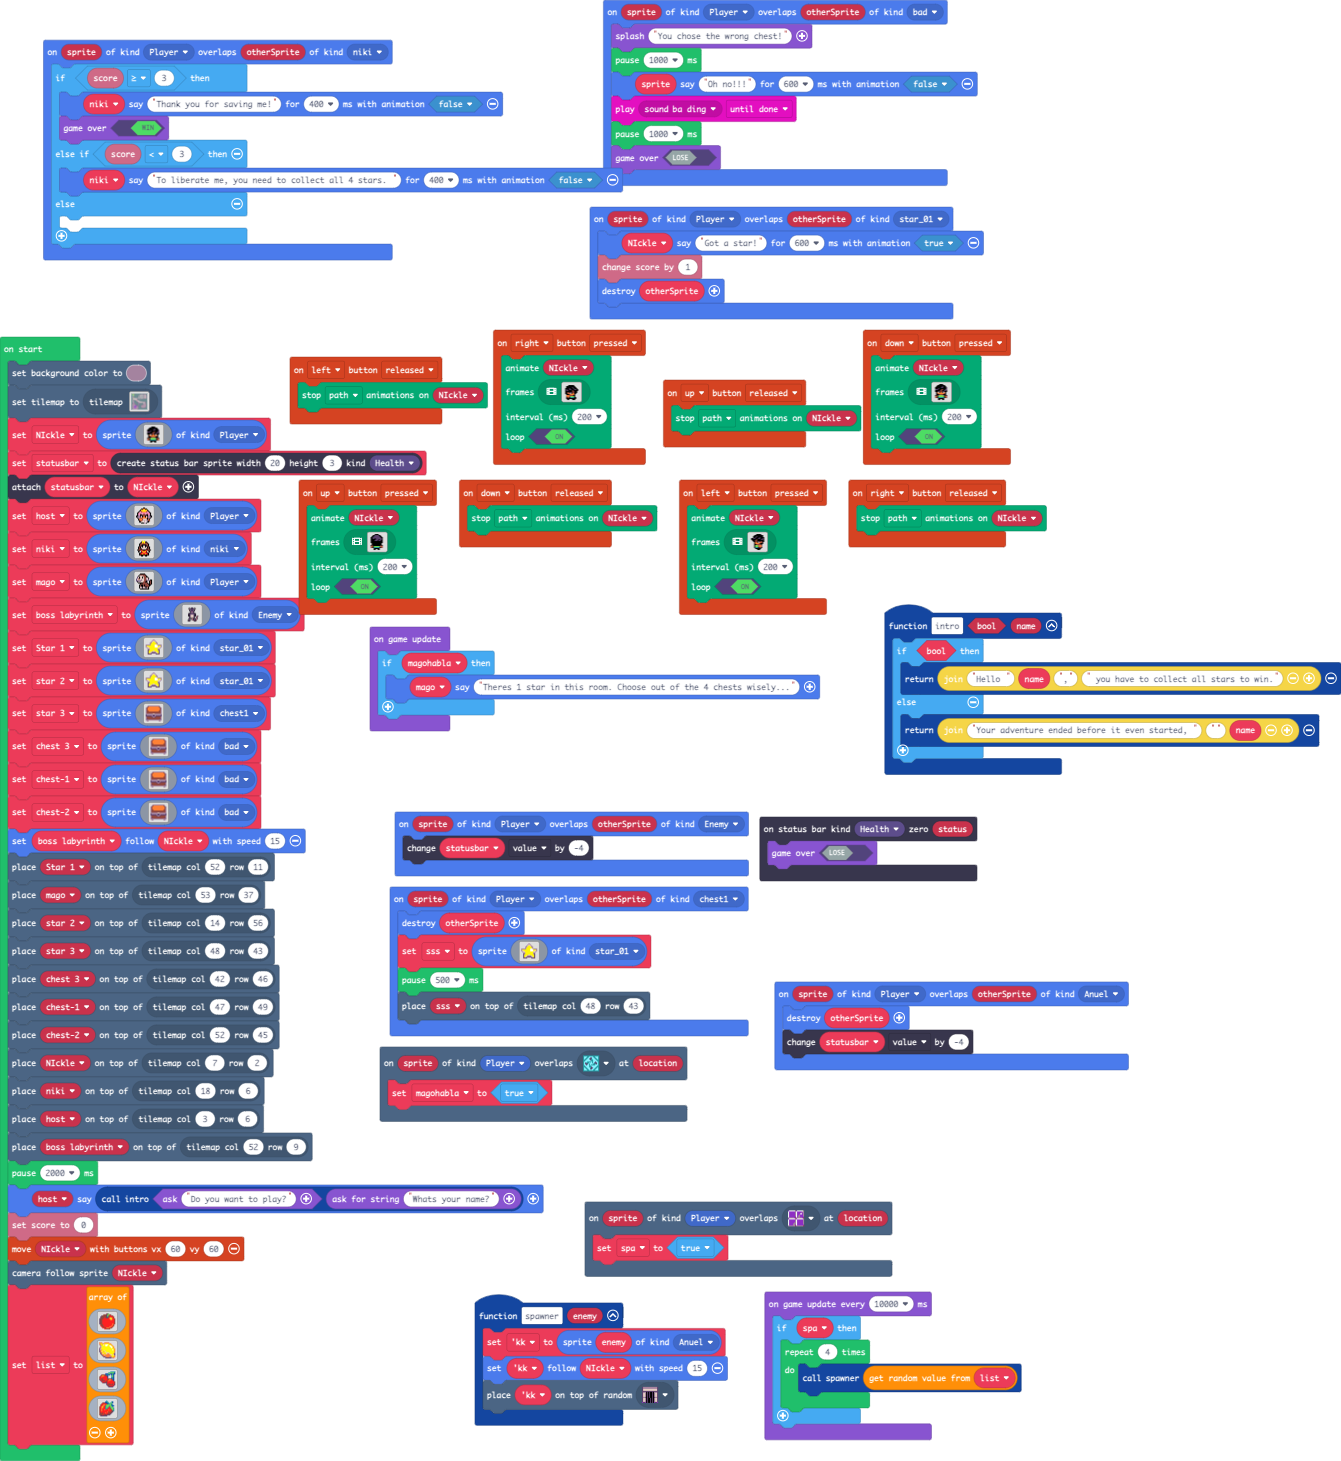 on sprite of kind Player overlaps otherSprite of kind niki
if score ≥ 3 then
niki say "Thank you for saving me!" for 400 ms with animation false
game over WIN
else if score < 3 then
niki say "To liberate me, you need to collect all 4 stars. " for 400 ms with animation false
else
on sprite of kind Player overlaps otherSprite of kind bad
splash "You chose the wrong chest!"
pause 1000 ms
sprite say "Oh no!!!" for 600 ms with animation false
play sound ba ding until done
pause 1000 ms
game over LOSE
on sprite of kind Player overlaps otherSprite of kind star_01
NIckle say "Got a star!" for 600 ms with animation true
change score by 1
destroy otherSprite
on start
set background color to
set tilemap to tilemap
set NIckle to sprite of kind Player
set statusbar to create status bar sprite width 20 height 3 kind Health
attach statusbar to NIckle
set host to sprite of kind Player
set niki to sprite of kind niki
set mago to sprite of kind Player
set boss labyrinth to sprite of kind Enemy
set Star 1 to sprite of kind star_01
set star 2 to sprite of kind star_01
set star 3 to sprite of kind chest1
set chest 3 to sprite of kind bad
set chest-1 to sprite of kind bad
set chest-2 to sprite of kind bad
set boss labyrinth follow NIckle with speed 15
place Star 1 on top of tilemap col 52 row 11
place mago on top of tilemap col 53 row 37
place star 2 on top of tilemap col 14 row 56
place star 3 on top of tilemap col 48 row 43
place chest 3 on top of tilemap col 42 row 46
place chest-1 on top of tilemap col 47 row 49
place chest-2 on top of tilemap col 52 row 45
place NIckle on top of tilemap col 7 row 2
place niki on top of tilemap col 18 row 6
place host on top of tilemap col 3 row 6
place boss labyrinth on top of tilemap col 52 row 9
pause 2000 ms
host say call intro ask "Do you want to play?" ask for string "Whats your name?"
set score to 0
move NIckle with buttons vx 60 vy 60
camera follow sprite NIckle
set list to array of
on left button released
stop path animations on NIckle
on right button pressed
animate NIckle
frames
interval (ms) 200
loop ON
on up button released
stop path animations on NIckle
on down button pressed
animate NIckle
frames
interval (ms) 200
loop ON
on up button pressed
animate NIckle
frames
interval (ms) 200
loop ON
on down button released
stop path animations on NIckle
on left button pressed
animate NIckle
frames
interval (ms) 200
loop ON
on right button released
stop path animations on NIckle
on game update
if magohabla then
mago say "Theres 1 star in this room. Choose out of the 4 chests wisely..."
function intro bool name
if bool then
return join "Hello " name "," " you have to collect all stars to win."
else
return join "Your adventure ended before it even started, " "" name
on sprite of kind Player overlaps otherSprite of kind Enemy
change statusbar value by -4
on status bar kind Health zero status
game over LOSE
on sprite of kind Player overlaps otherSprite of kind chest1
destroy otherSprite
set sss to sprite of kind star_01
pause 500 ms
place sss on top of tilemap col 48 row 43
on sprite of kind Player overlaps otherSprite of kind Anuel
destroy otherSprite
change statusbar value by -4
on sprite of kind Player overlaps at location
set magohabla to true
on sprite of kind Player overlaps at location
set spa to true
function spawner enemy
set 'kk to sprite enemy of kind Anuel
set 'kk follow NIckle with speed 15
place 'kk on top of random
on game update every 10000 ms
if spa then
repeat 4 times
do call spawner get random value from list